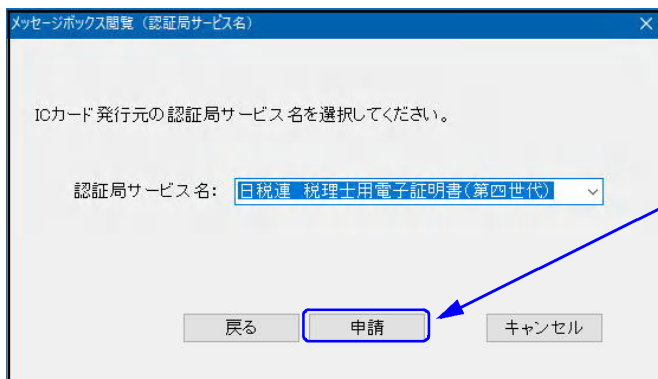 メッセージボックス閲覧（認証局サービス名）
ICカード発行元の認証局サービス名を選択してください。
認証局サービス名: 日税連 税理士用電子証明書(第四世代)
戻る 申請 キャンセル